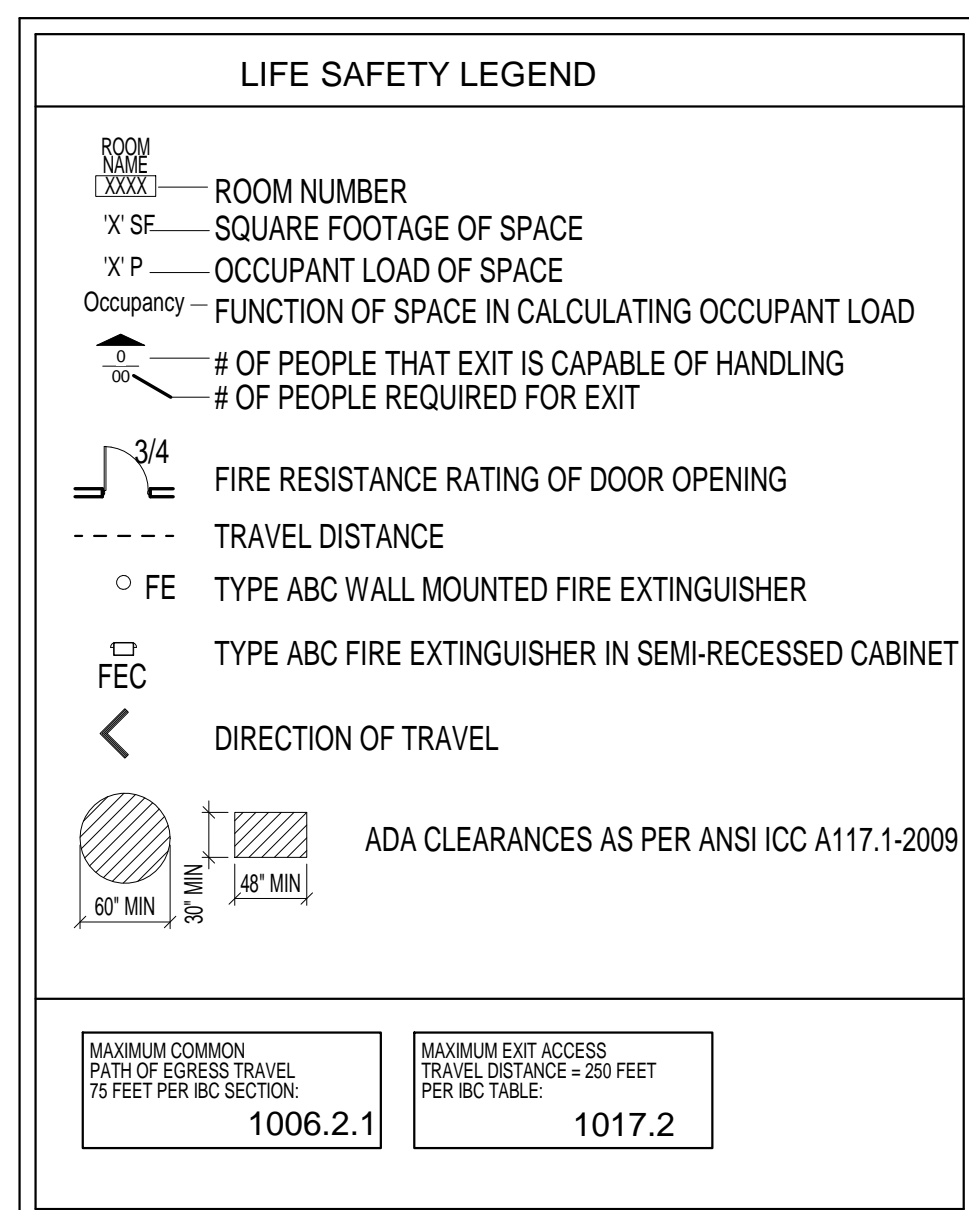 LIFE SAFETY LEGEND
ROOM
NAME
XXXX
ROOM NUMBER
'X' SF
SQUARE FOOTAGE OF SPACE
'X' P
OCCUPANT LOAD OF SPACE
Occupancy
FUNCTION OF SPACE IN CALCULATING OCCUPANT LOAD
0
# OF PEOPLE THAT EXIT IS CAPABLE OF HANDLING
00
# OF PEOPLE REQUIRED FOR EXIT
3/4
FIRE RESISTANCE RATING OF DOOR OPENING
TRAVEL DISTANCE
FE
TYPE ABC WALL MOUNTED FIRE EXTINGUISHER
FEC
TYPE ABC FIRE EXTINGUISHER IN SEMI-RECESSED CABINET
DIRECTION OF TRAVEL
ADA CLEARANCES AS PER ANSI ICC A117.1-2009
60" MIN
30" MIN
48" MIN
MAXIMUM COMMON
PATH OF EGRESS TRAVEL
75 FEET PER IBC SECTION:
1006.2.1
MAXIMUM EXIT ACCESS
TRAVEL DISTANCE = 250 FEET
PER IBC TABLE:
1017.2